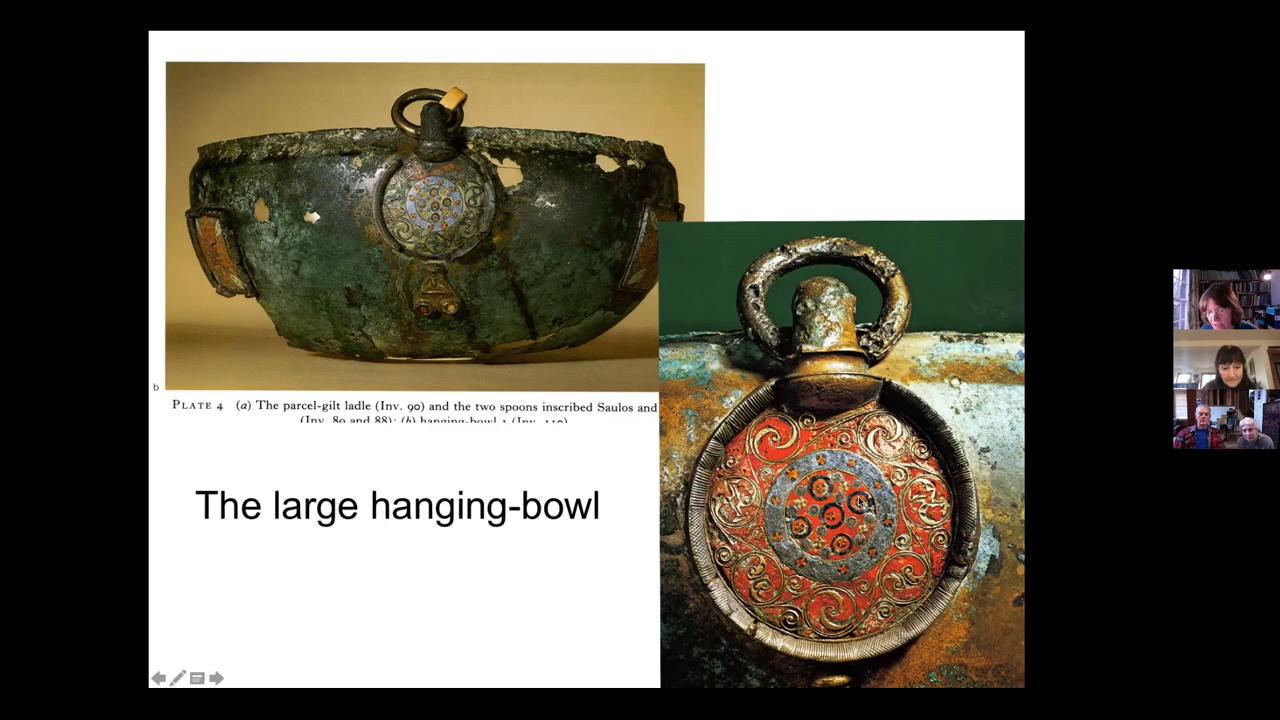 b
PLATE 4 (a) The parcel-gilt ladle (Inv. 90) and the two spoons inscribed Saulos and
(Inv. 89 and 88); (b) hanging-bowl 1 (Inv. 110)
The large hanging-bowl